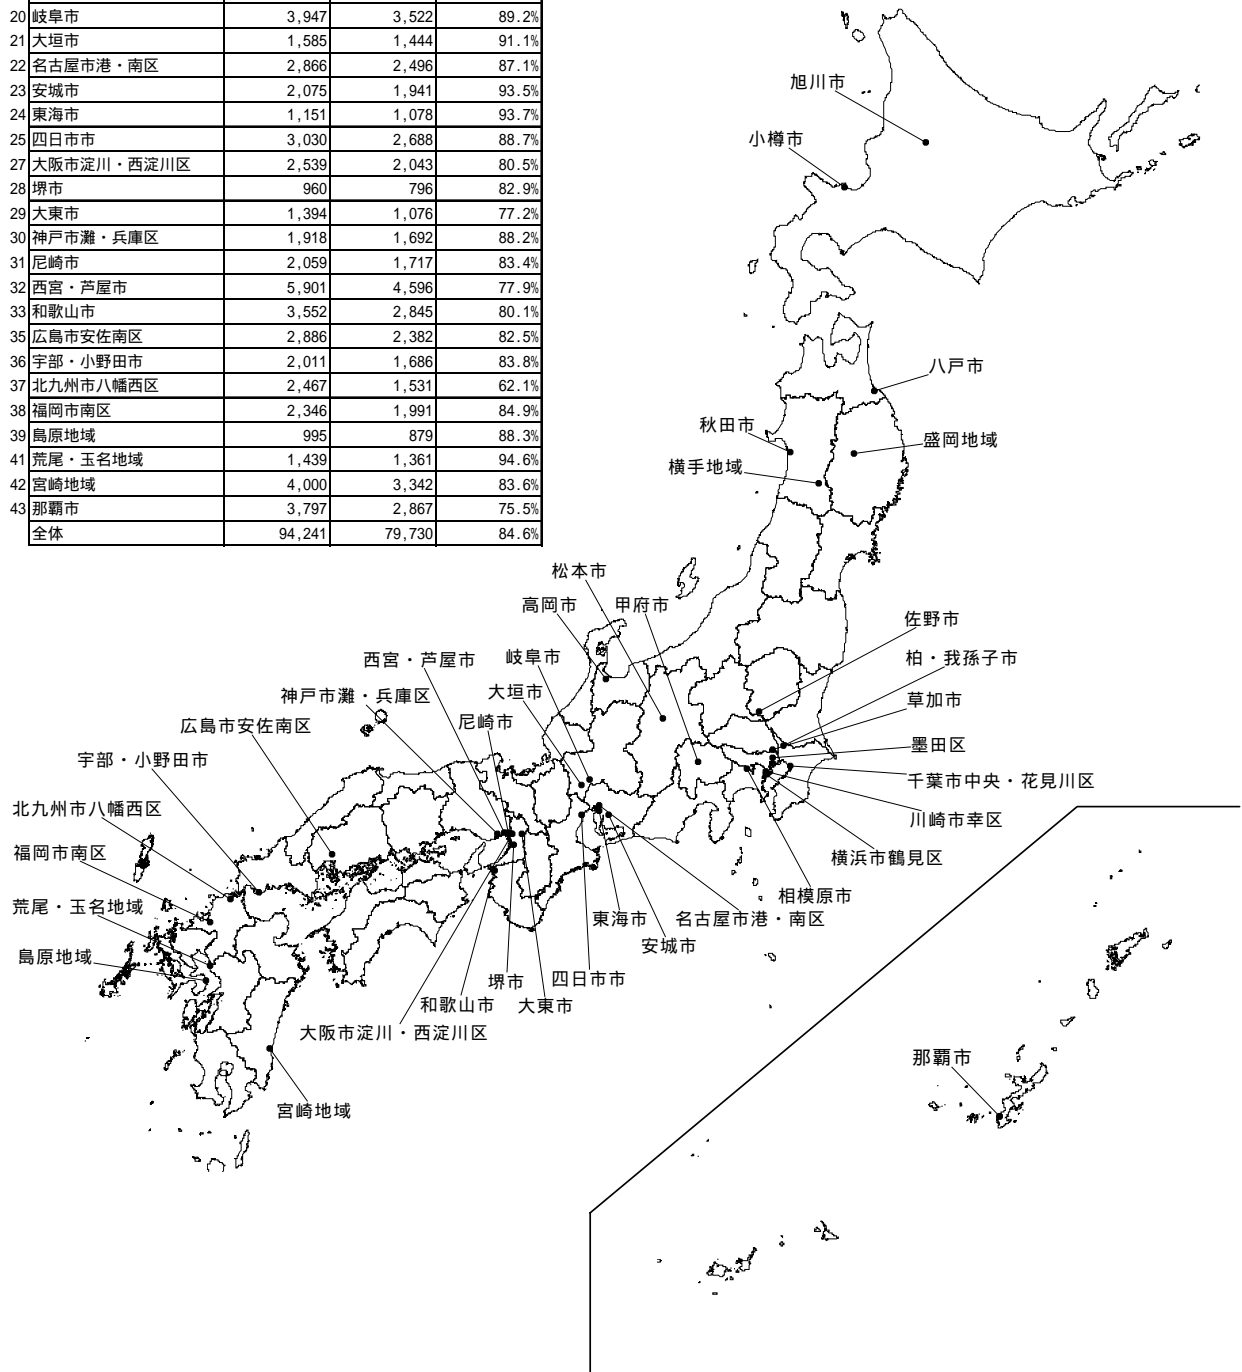 20 岐阜市 3,947 3,522 89.2%
21 大垣市 1,585 1,444 91.1%
22 名古屋市港・南区 2,866 2,496 87.1%
23 安城市 2,075 1,941 93.5%
24 東海市 1,151 1,078 93.7%
25 四日市市 3,030 2,688 88.7%
27 大阪市淀川・西淀川区 2,539 2,043 80.5%
28 堺市 960 796 82.9%
29 大東市 1,394 1,076 77.2%
30 神戸市灘・兵庫区 1,918 1,692 88.2%
31 尼崎市 2,059 1,717 83.4%
32 西宮・芦屋市 5,901 4,596 77.9%
33 和歌山市 3,552 2,845 80.1%
35 広島市安佐南区 2,886 2,382 82.5%
36 宇部・小野田市 2,011 1,686 83.8%
37 北九州市八幡西区 2,467 1,531 62.1%
38 福岡市南区 2,346 1,991 84.9%
39 島原地域 995 879 88.3%
41 荒尾・玉名地域 1,439 1,361 94.6%
42 宮崎地域 4,000 3,342 83.6%
43 那覇市 3,797 2,867 75.5%
全体 94,241 79,730 84.6%
旭川市
小樽市
八戸市
秋田市
盛岡地域
横手地域
松本市
高岡市
甲府市
佐野市
西宮・芦屋市
岐阜市
柏・我孫子市
神戸市灘・兵庫区
大垣市
草加市
広島市安佐南区
尼崎市
墨田区
宇部・小野田市
千葉市中央・花見川区
北九州市八幡西区
川崎市幸区
福岡市南区
横浜市鶴見区
相模原市
荒尾・玉名地域
東海市
名古屋市港・南区
安城市
島原地域
堺市
四日市市
和歌山市
大東市
大阪市淀川・西淀川区
那覇市
宮崎地域